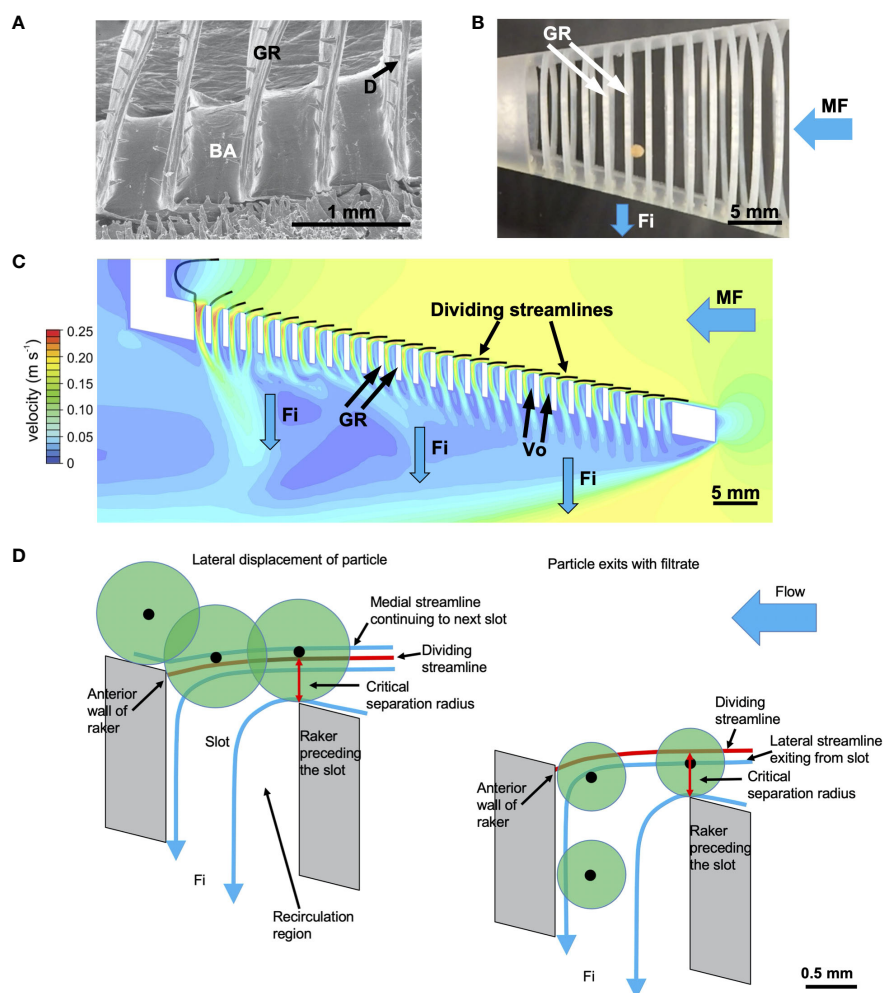 A
GR
D
BA
1 mm
B
GR
MF
5 mm
Fi
C
MF
Dividing streamlines
0.25
0.20
0.15
0.10
0.05
0
velocity (m s⁻¹)
Fi
GR
Fi
Vo
Fi
5 mm
D
Lateral displacement of particle
Medial streamline
continuing to next slot
Dividing
streamline
Critical
separation radius
Anterior
wall of
raker
Slot
Raker
preceding
the slot
Fi
Recirculation
region
Particle exits with filtrate
Flow
Dividing
streamline
Lateral streamline
exiting from slot
Critical
separation radius
Anterior
wall of
raker
Raker
preceding
the slot
Fi
0.5 mm